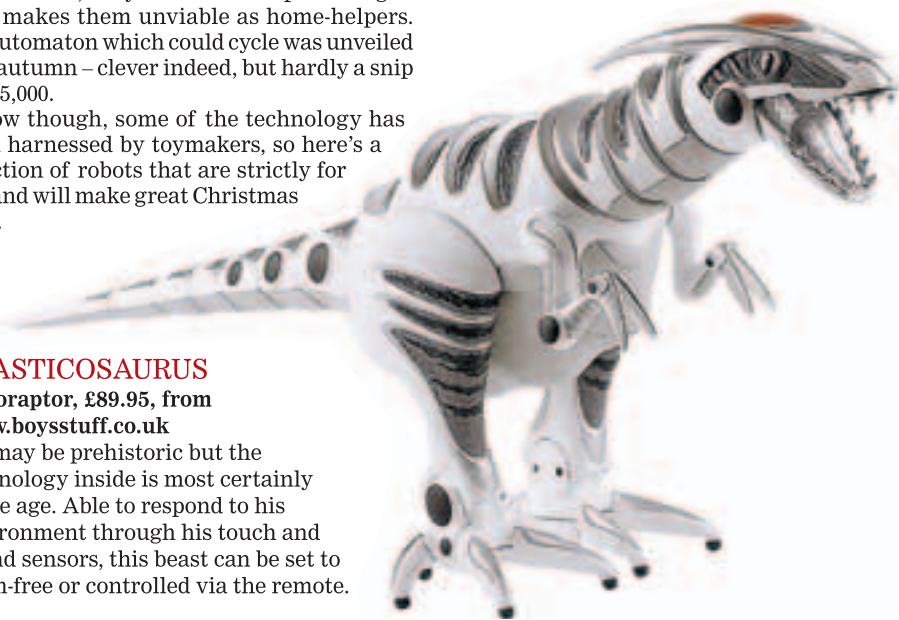 makes them unviable as home-helpers.
utomaton which could cycle was unveiled
autumn – clever indeed, but hardly a snip
5,000.
ow though, some of the technology has
harnessed by toymakers, so here's a
ction of robots that are strictly for
and will make great Christmas
ASTICOSAURUS
oraptor, £89.95, from
w.boysstuff.co.uk
may be prehistoric but the
nology inside is most certainly
e age. Able to respond to his
ronment through his touch and
nd sensors, this beast can be set to
m-free or controlled via the remote.